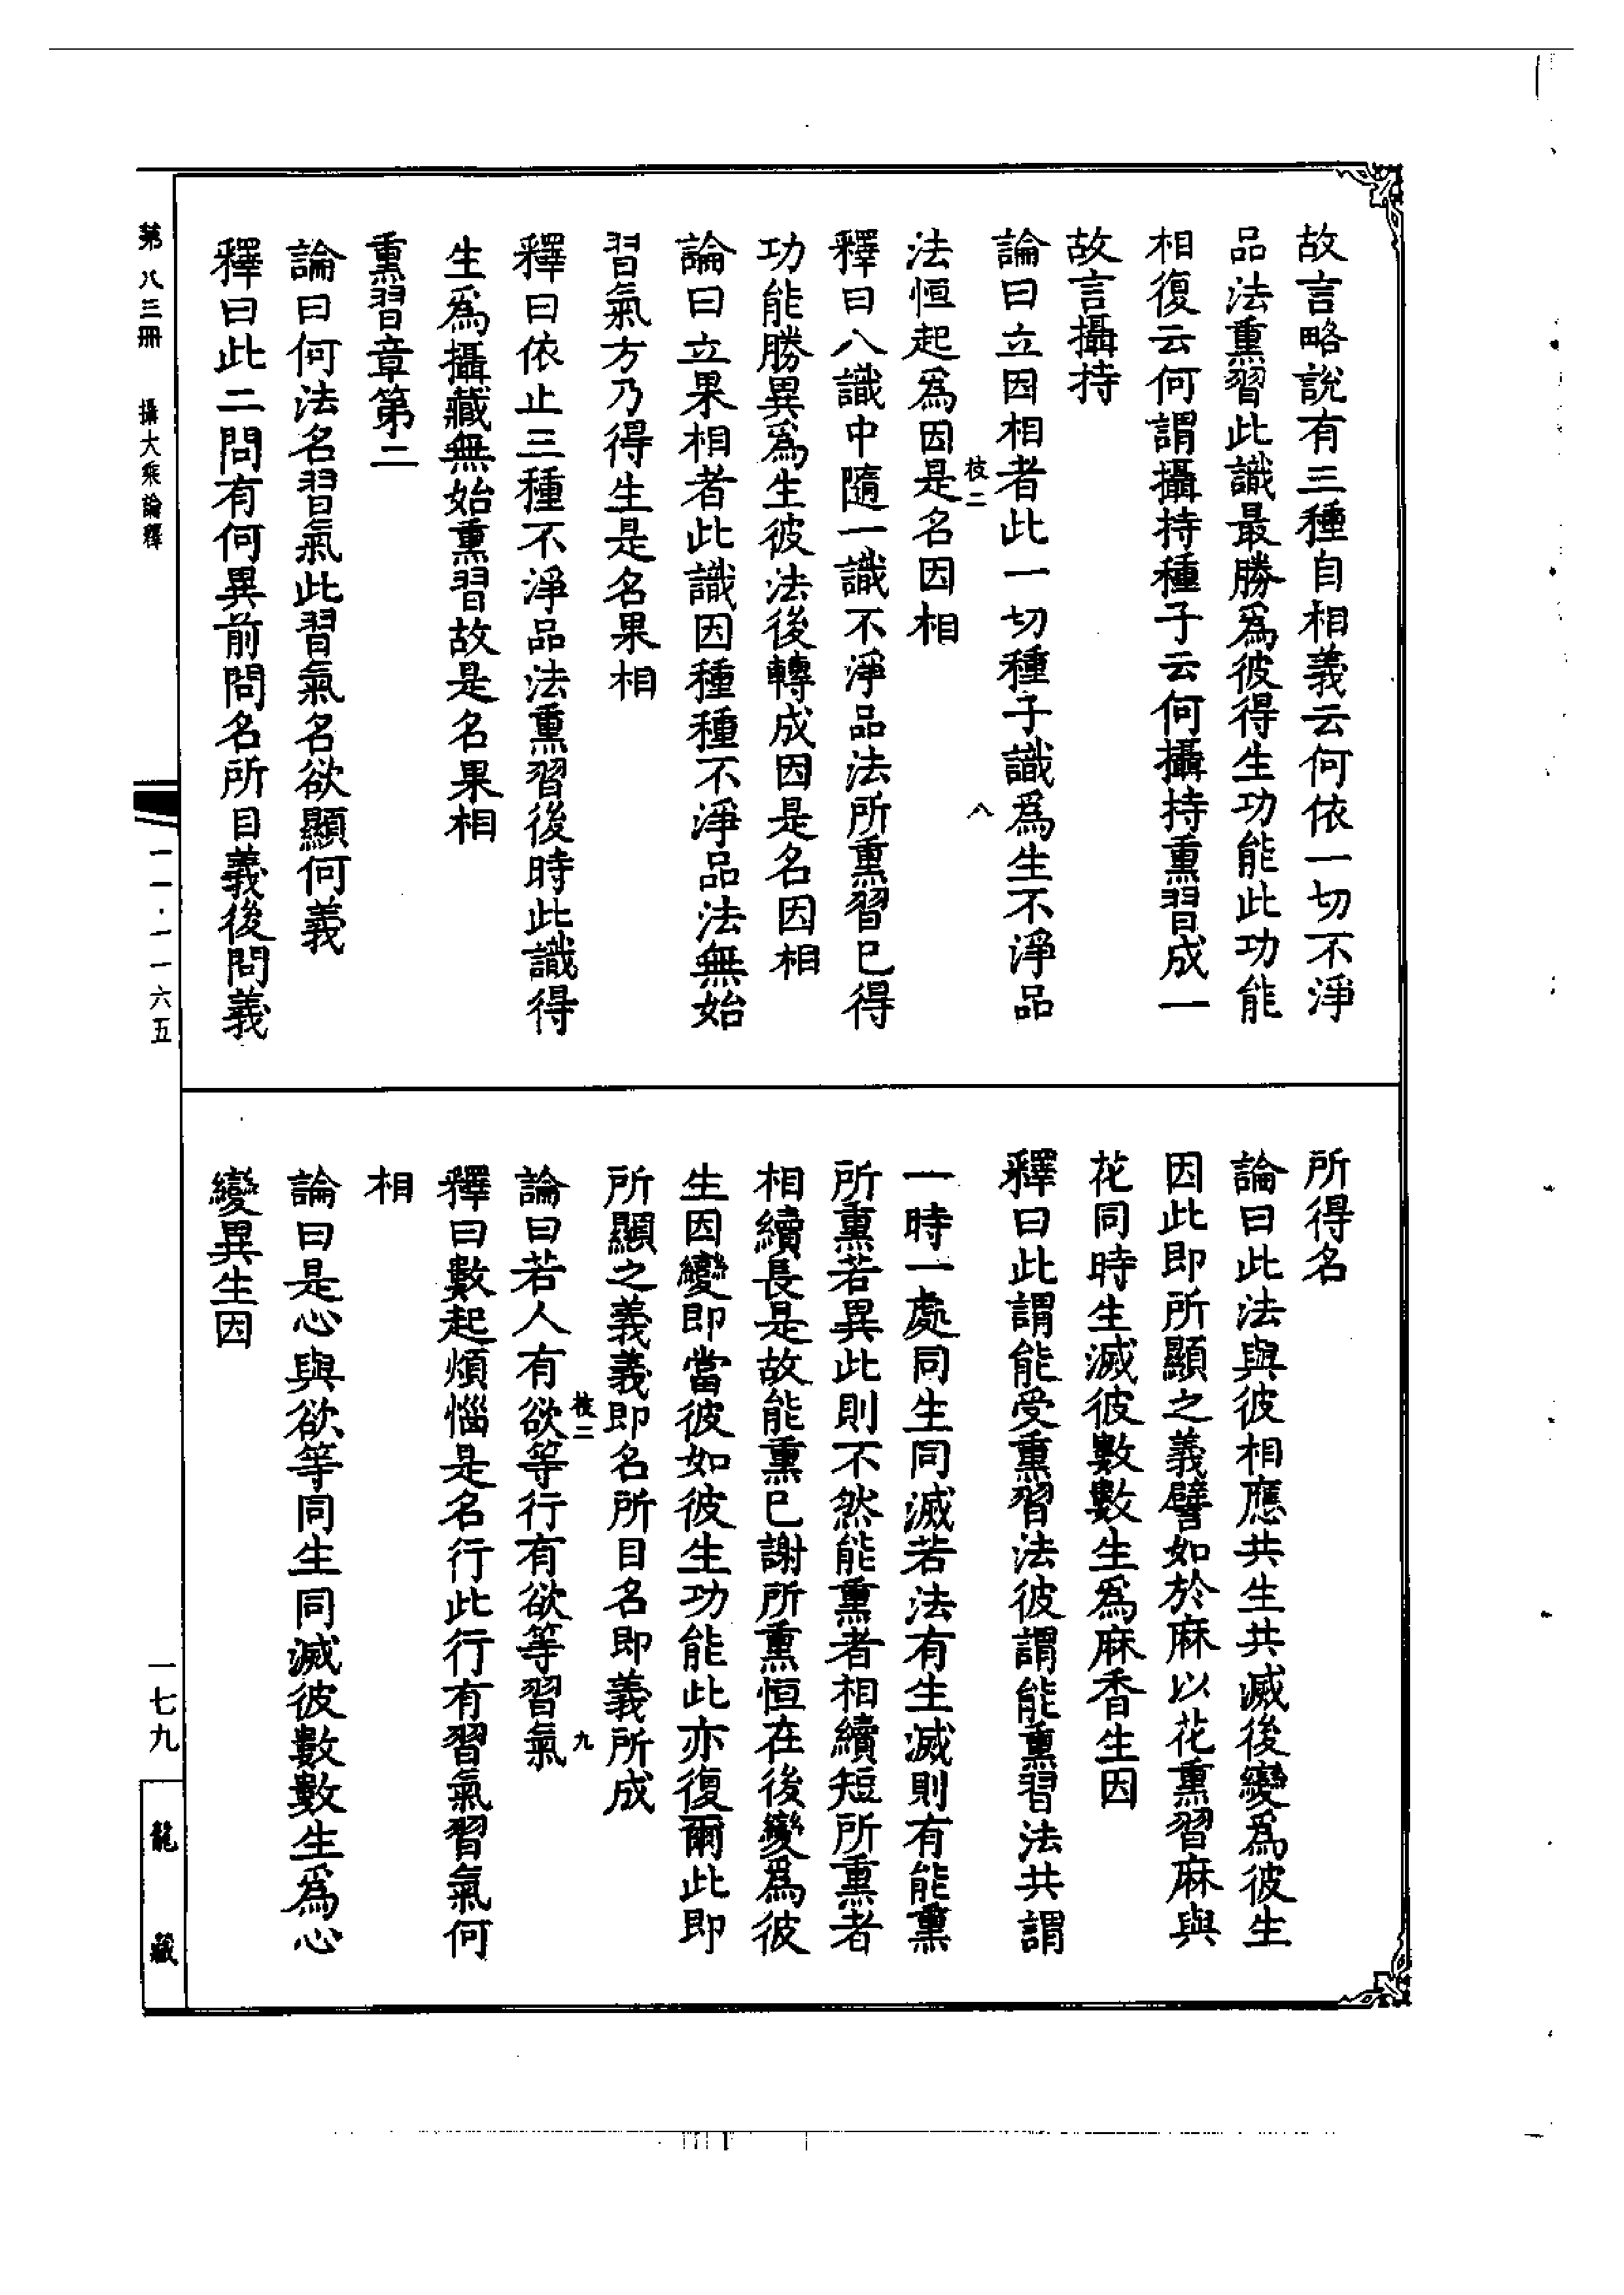 故言略說有三種自相義云何依一切不淨
品法熏習此識最勝爲彼得生功能此功能
相復云何謂攝持種子云何攝持熏習成一
故言攝持
論曰立因相者此一切種子識爲生不淨品
枝二 八
法恒起爲因是名因相
釋曰八識中隨一識不淨品法所熏習已得
功能勝異爲生彼法後轉成因是名因相
論曰立果相者此識因種種不淨品法無始
習氣方乃得生是名果相
釋曰依止三種不淨品法熏習後時此識得
生爲攝藏無始熏習故是名果相
熏習章第二
論曰何法名習氣此習氣名欲顯何義
釋曰此二問有何異前問名所目義後問義
所得名
論曰此法與彼相應共生共滅後變爲彼生
因此即所顯之義譬如於麻以花熏習麻與
花同時生滅彼數數生爲麻香生因
釋曰此謂能受熏習法彼謂能熏習法共謂
一時一處同生同滅若法有生滅則有能熏
所熏若異此則不然能熏者相續短所熏者
相續長是故能熏已謝所熏恒在後變爲彼
生因變即當彼如彼生功能此亦復爾此即
所顯之義義即名所目名即義所成
枝二 九
論曰若人有欲等行有欲等習氣
釋曰數起煩惱是名行此行有習氣習氣何
相
論曰是心與欲等同生同滅彼數數生爲心
變異生因
第八三冊 攝大乘論釋
一一·一一六五
一七九
龍藏